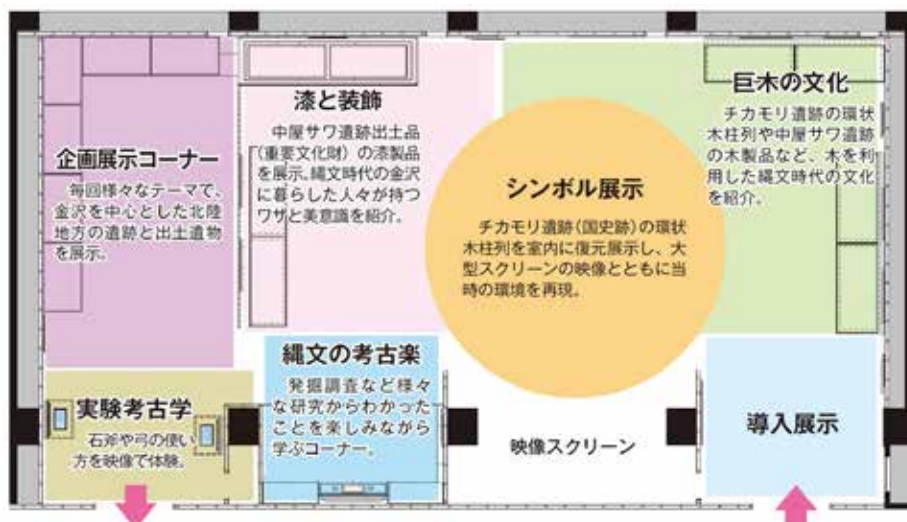 企画展示コーナー
毎回様々なテーマで、
金沢を中心とした北陸
地方の遺跡と出土遺物
を展示。
漆と装飾
中屋サワ遺跡出土品
(重要文化財)の漆製品
を展示。縄文時代の金沢
に暮らした人々が持つ
ワザと美意識を紹介。
シンボル展示
チカモリ遺跡(国史跡)の環状
木柱列を室内に復元展示し、大
型スクリーンの映像とともに当
時の環境を再現。
巨木の文化
チカモリ遺跡の環状
木柱列や中屋サワ遺跡
の木製品など、木を利
用した縄文時代の文化
を紹介。
実験考古学
石斧や弓の使い
方を映像で体験。
縄文の考古楽
発掘調査など様々
な研究からわかった
ことを楽しみながら
学ぶコーナー。
映像スクリーン
導入展示